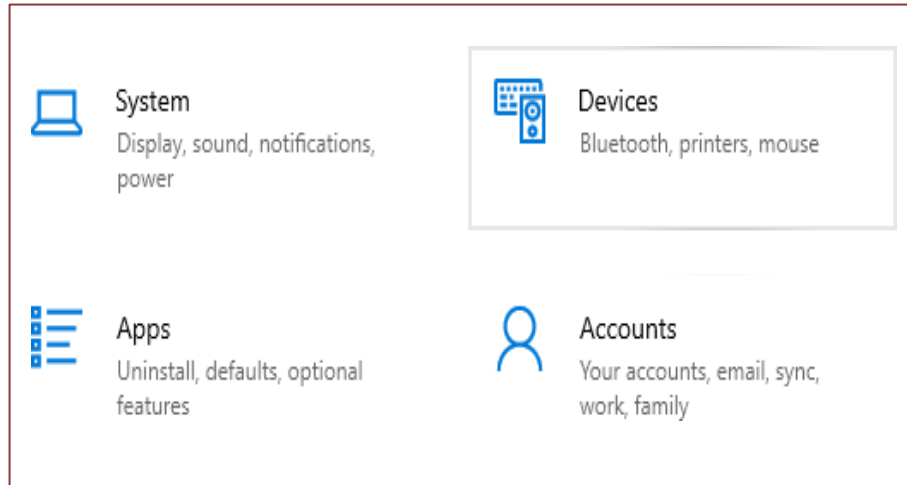 System
Display, sound, notifications,
power
Devices
Bluetooth, printers, mouse
Apps
Uninstall, defaults, optional
features
Accounts
Your accounts, email, sync,
work, family